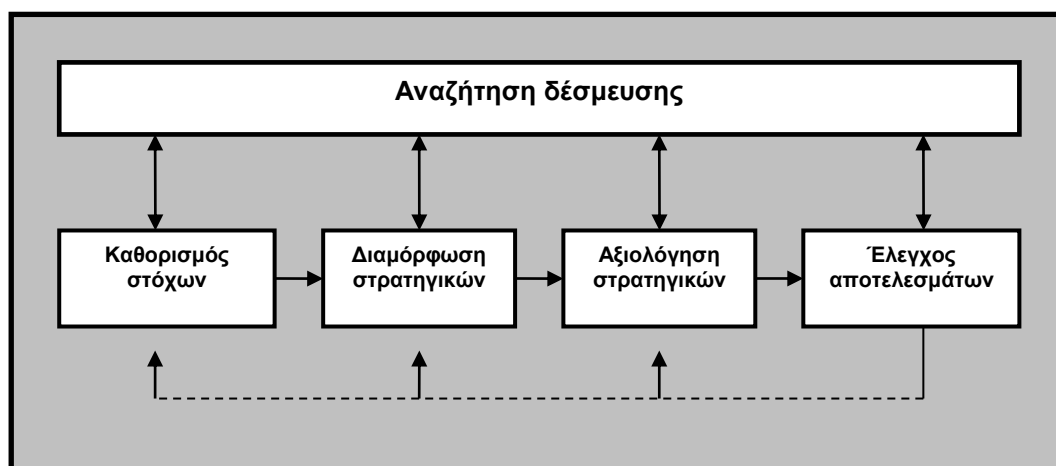 Αναζήτηση δέσμευσης
Καθορισμός
στόχων
Διαμόρφωση
στρατηγικών
Αξιολόγηση
στρατηγικών
Έλεγχος
αποτελεσμάτων